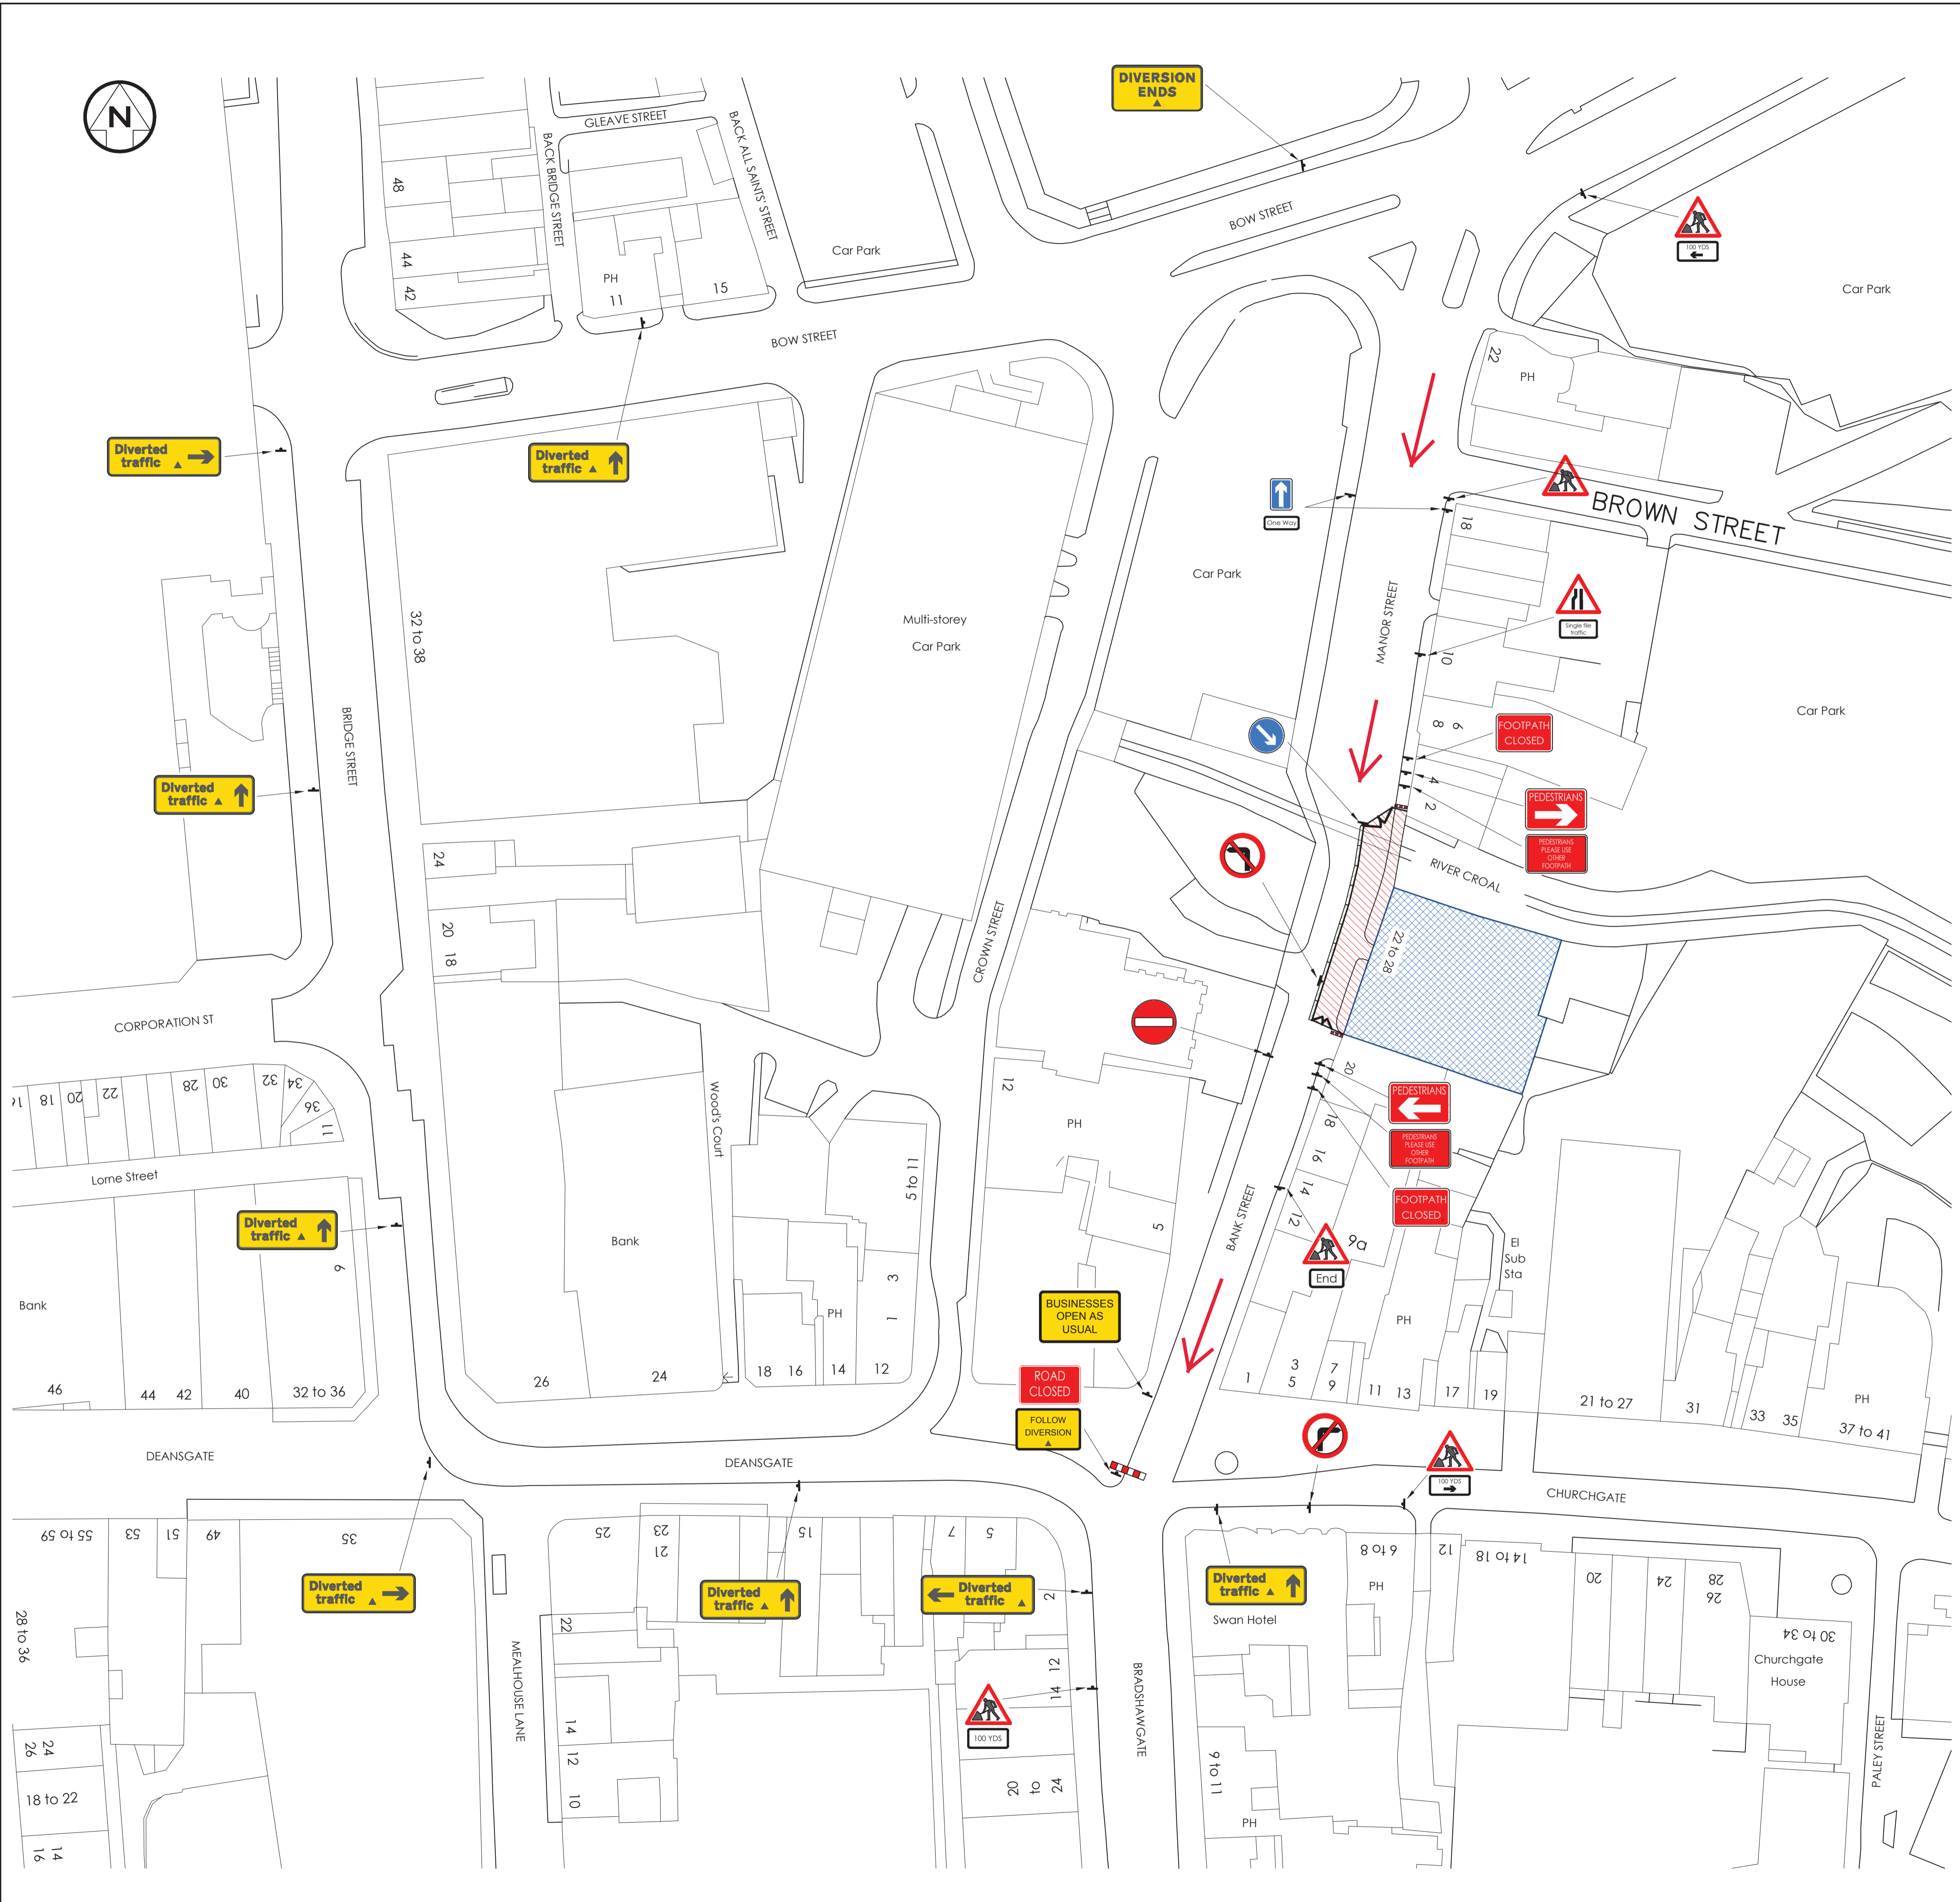 N
DIVERSION
ENDS
GLEAVE STREET
BACK BRIDGE STREET
BACK ALL SAINTS' STREET
48
44
42
PH
11
15
Car Park
BOW STREET
100 YDS
Car Park
BOW STREET
22
PH
Diverted
traffic
Diverted
traffic
One Way
BROWN STREET
18
Car Park
MANOR STREET
Single file
traffic
10
32 to 38
Multi-storey
Car Park
BRIDGE STREET
8
6
FOOTPATH
CLOSED
Car Park
4
2
PEDESTRIANS
PEDESTRIANS
PLEASE USE
OTHER
FOOTPATH
Diverted
traffic
24
RIVER CROAL
20
18
CROWN STREET
22 to 28
CORPORATION ST
16
18
20
22
28
30
32
34
36
11
Wood's Court
12
PH
20
PEDESTRIANS
PEDESTRIANS
PLEASE USE
OTHER
FOOTPATH
FOOTPATH
CLOSED
18
16
14
12
9a
End
El
Sub
Sta
Lorne Street
5 to 11
5
BANK STREET
Diverted
traffic
Bank
6
Bank
3
1
PH
BUSINESSES
OPEN AS
USUAL
PH
PH
46
44
42
40
32 to 36
26
24
18
16
14
12
ROAD
CLOSED
FOLLOW
DIVERSION
1
3
5
7
9
11
13
17
19
21 to 27
31
33
35
37 to 41
DEANSGATE
DEANSGATE
100 YDS
CHURCHGATE
55 to 59
53
51
49
35
25
23
21
15
7
5
2
6 to 8
12
14 to 18
20
24
28
26
30 to 34
Diverted
traffic
Diverted
traffic
Diverted
traffic
Diverted
traffic
PH
Swan Hotel
Churchgate
House
28 to 36
MEALHOUSE LANE
22
12
14
BRADSHAWGATE
100 YDS
24
26
14
12
10
20
to
24
9 to 11
PH
PALEY STREET
18 to 22
14
16